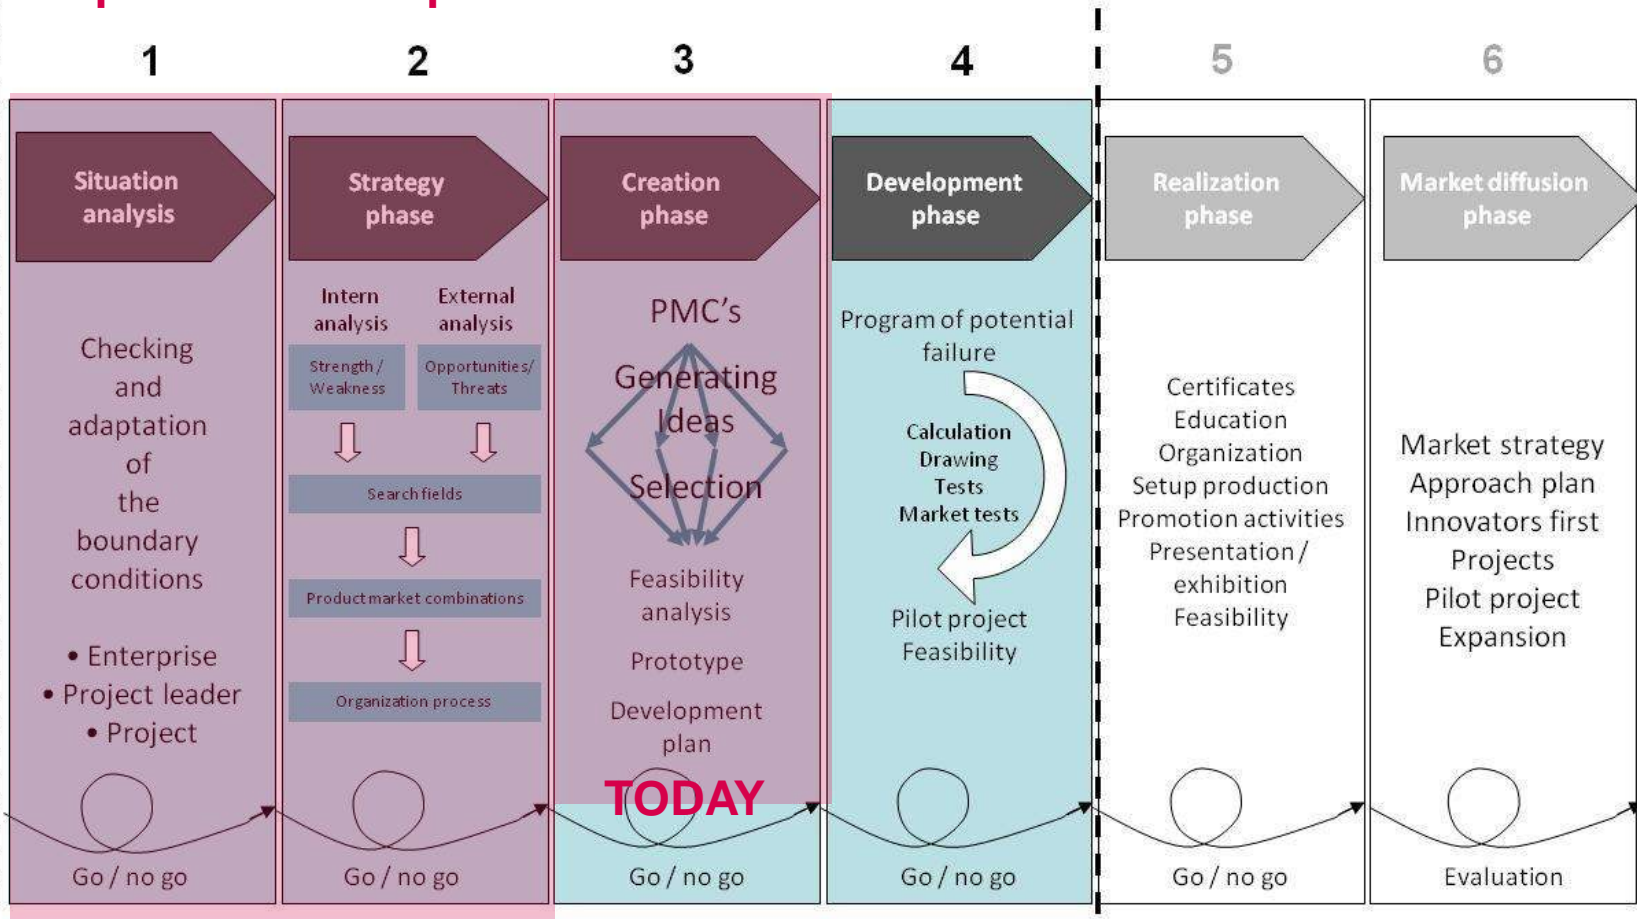 1
2
3
4
5
6
Situation
analysis
Strategy
phase
Creation
phase
Development
phase
Realization
phase
Market diffusion
phase
Checking
and
adaptation
of
the
boundary
conditions
• Enterprise
• Project leader
• Project
Go / no go
Intern
analysis
External
analysis
Strength /
Weakness
Opportunities/
Threats
Search fields
Product market combinations
Organization process
Go / no go
PMC's
Generating
Ideas
Selection
Feasibility
analysis
Prototype
Development
plan
TODAY
Go / no go
Program of potential
failure
Calculation
Drawing
Tests
Market tests
Pilot project
Feasibility
Go / no go
Certificates
Education
Organization
Setup production
Promotion activities
Presentation /
exhibition
Feasibility
Go / no go
Market strategy
Approach plan
Innovators first
Projects
Pilot project
Expansion
Evaluation